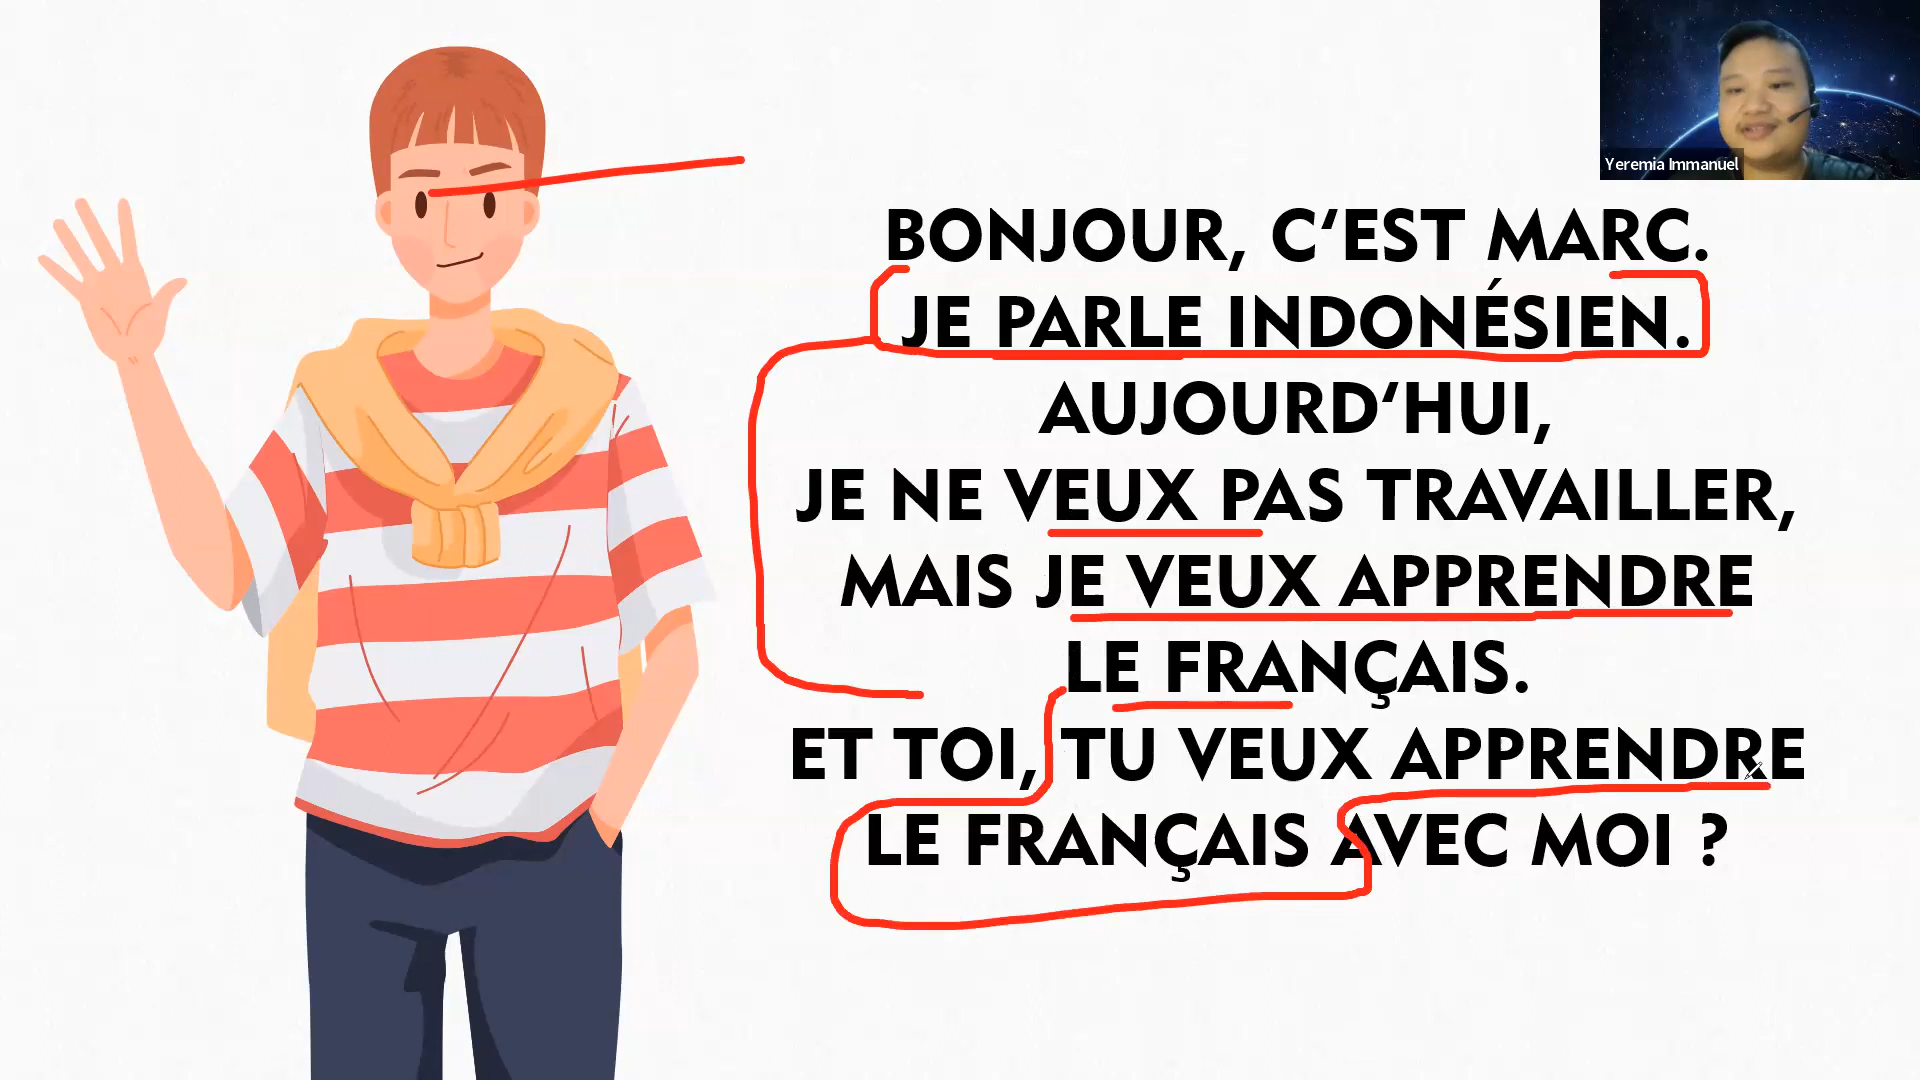 Yeremia Immanuel
BONJOUR, C‘EST MARC.
JE PARLE INDONÉSIEN.
AUJOURD‘HUI,
JE NE VEUX PAS TRAVAILLER,
MAIS JE VEUX APPRENDRE
LE FRANÇAIS.
ET TOI, TU VEUX APPRENDRE
LE FRANÇAIS AVEC MOI ?